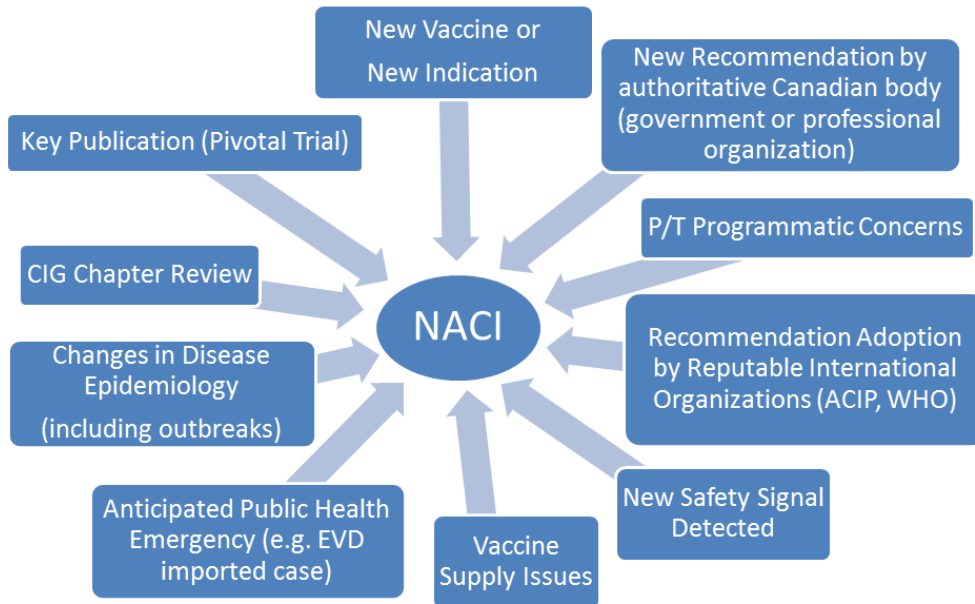 New Vaccine or
New Indication
New Recommendation by
authoritative Canadian body
(government or professional
organization)
Key Publication (Pivotal Trial)
P/T Programmatic Concerns
CIG Chapter Review
NACI
Recommendation Adoption
by Reputable International
Organizations (ACIP, WHO)
Changes in Disease
Epidemiology
(including outbreaks)
Anticipated Public Health
Emergency (e.g. EVD
imported case)
Vaccine
Supply Issues
New Safety Signal
Detected